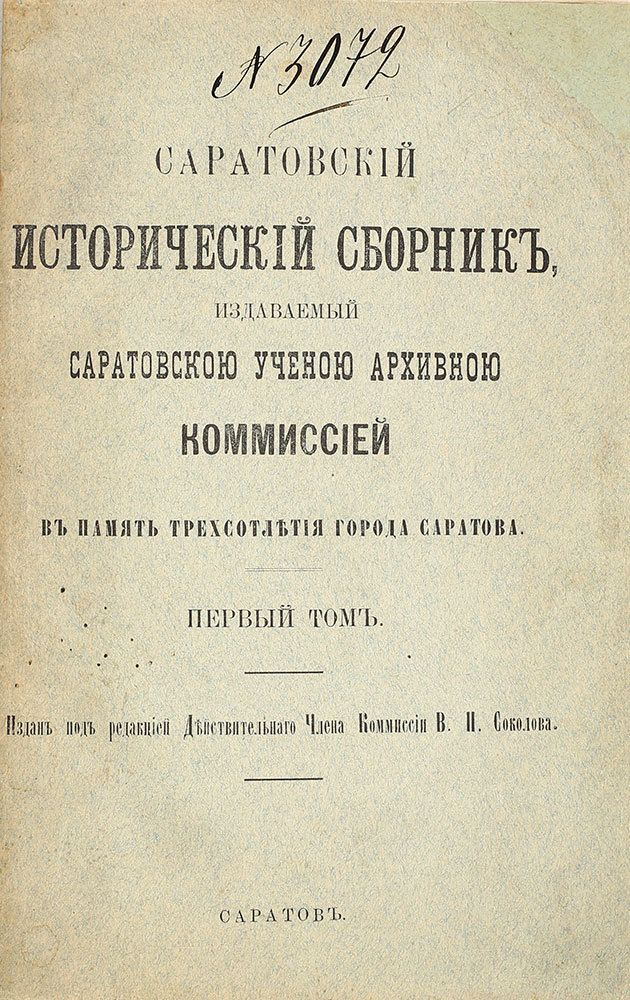 N 3072
САРАТОВСКІЙ
ИСТОРИЧЕСКІЙ СБОРНИКЪ,
ИЗДАВАЕМЫЙ
САРАТОВСКОЮ УЧЕНОЮ АРХИВНОЮ
КОММИССІЕЙ
ВЪ ПАМЯТЬ ТРЕХСОТЛѢТІЯ ГОРОДА САРАТОВА.
ПЕРВЫЙ ТОМЪ.
Изданъ подъ редакціей Дѣйствительнаго Члена Коммиссіи В. П. Соколова.
САРАТОВЪ.